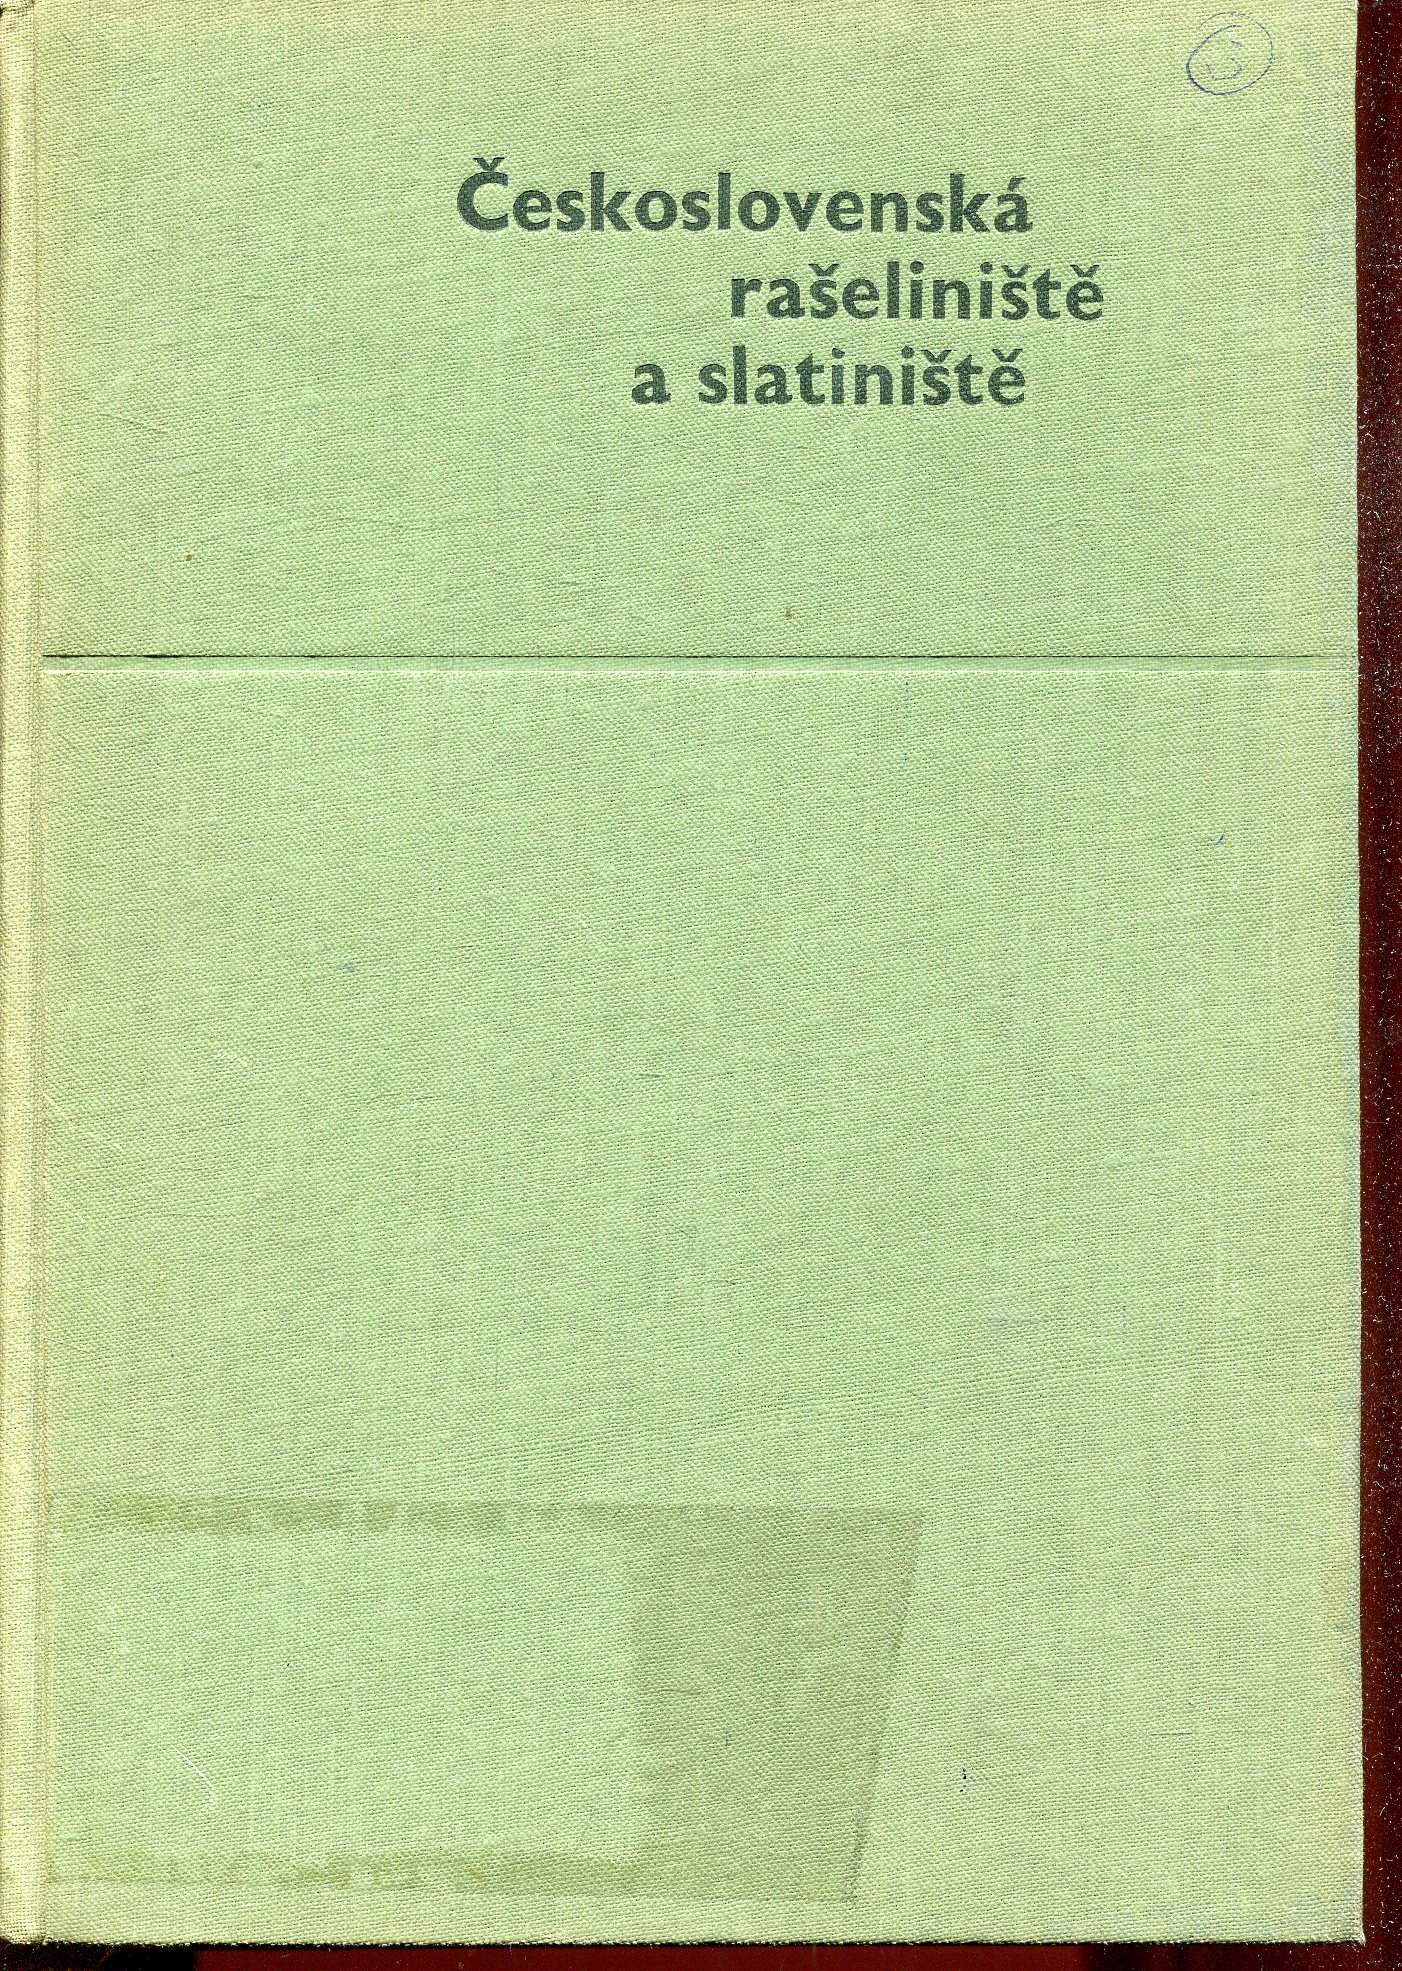 Československá
rašeliniště
a slatiniště